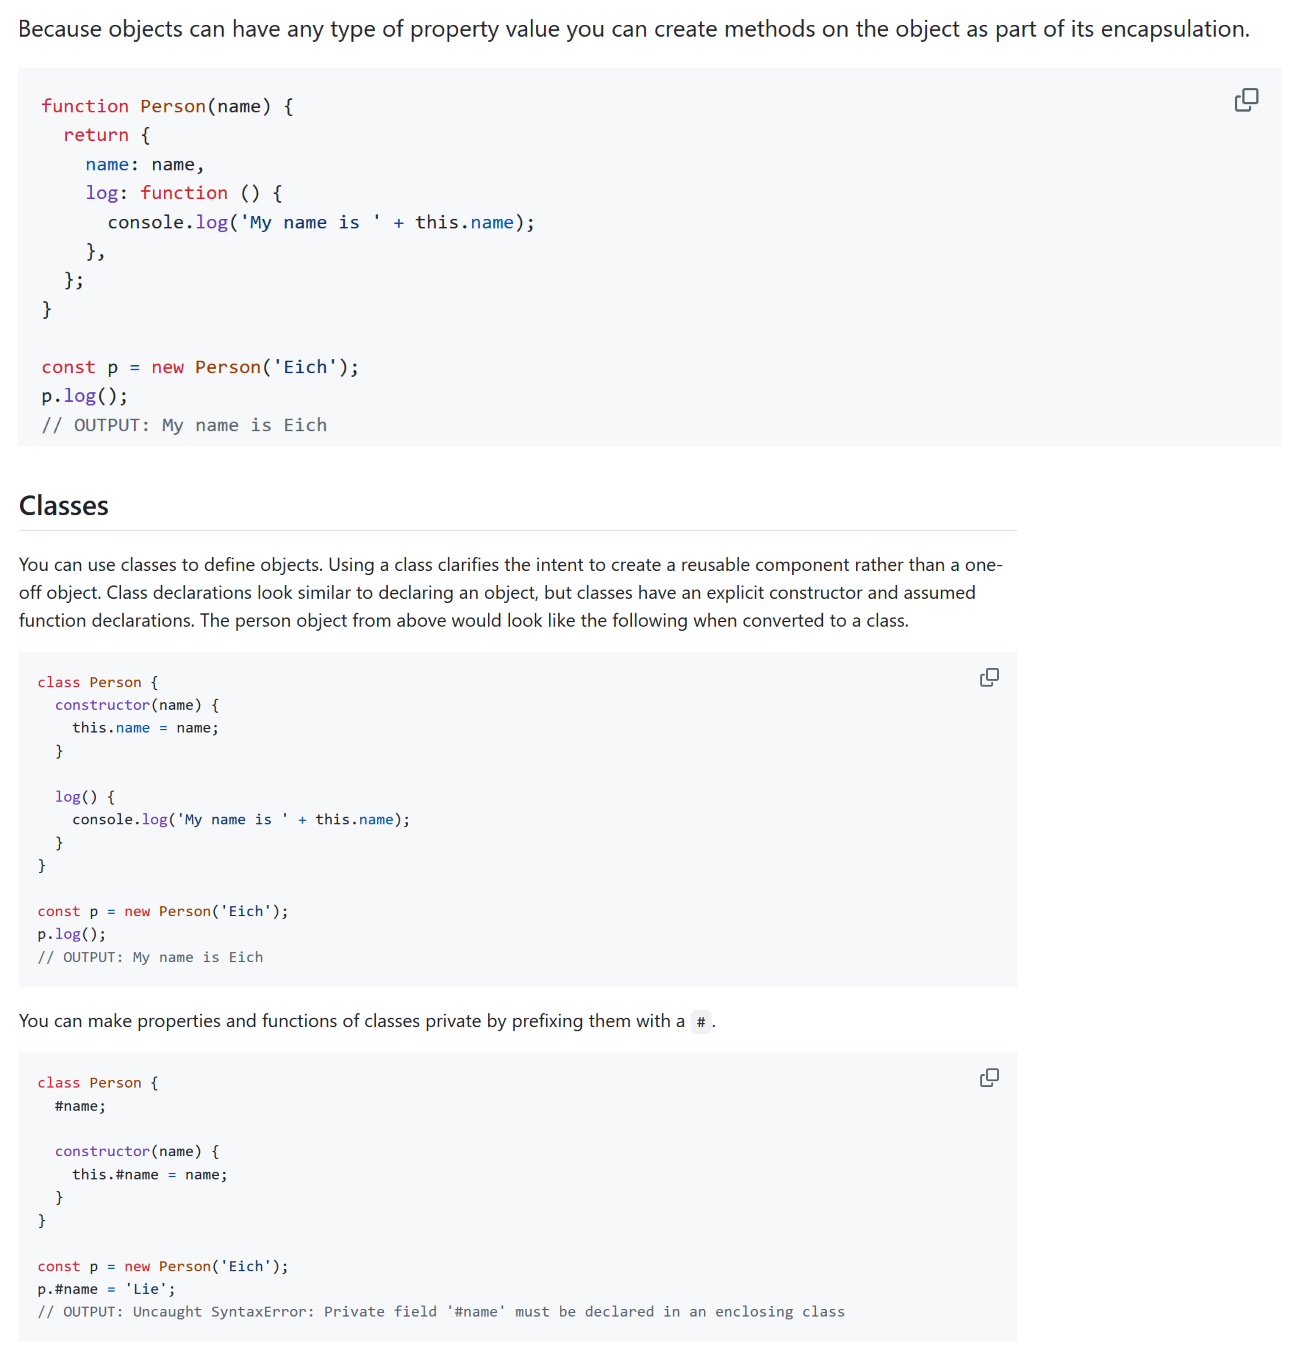 Because objects can have any type of property value you can create methods on the object as part of its encapsulation.
function Person(name) {
  return {
    name: name,
    log: function () {
      console.log('My name is ' + this.name);
    },
  };
}

const p = new Person('Eich');
p.log();
// OUTPUT: My name is Eich
Classes
You can use classes to define objects. Using a class clarifies the intent to create a reusable component rather than a one-
off object. Class declarations look similar to declaring an object, but classes have an explicit constructor and assumed
function declarations. The person object from above would look like the following when converted to a class.
class Person {
  constructor(name) {
    this.name = name;
  }

  log() {
    console.log('My name is ' + this.name);
  }
}

const p = new Person('Eich');
p.log();
// OUTPUT: My name is Eich
You can make properties and functions of classes private by prefixing them with a # .
class Person {
  #name;

  constructor(name) {
    this.#name = name;
  }
}

const p = new Person('Eich');
p.#name = 'Lie';
// OUTPUT: Uncaught SyntaxError: Private field '#name' must be declared in an enclosing class